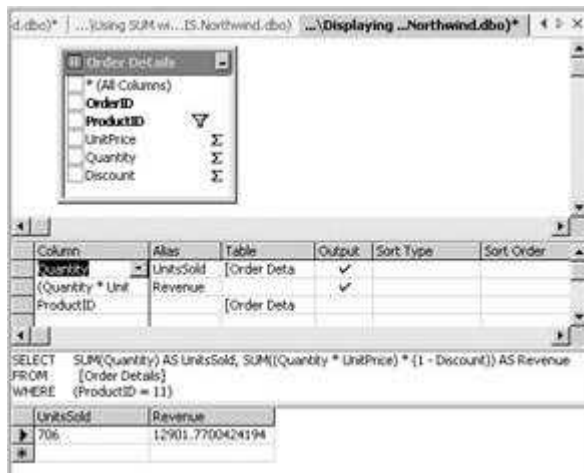 d.dbo)* ...)Using SUM wi...IS.Northwind.dbo) ...\Displaying ...Northwind.dbo)*
Order Details
* (All Columns)
OrderID
ProductID
UnitPrice
Quantity
Discount
Column Alias Table Output Sort Type Sort Order
Quantity UnitsSold [Order Deta
(Quantity * Unit Revenue
ProductID [Order Deta
SELECT SUM(Quantity) AS UnitsSold, SUM((Quantity * UnitPrice) * (1 - Discount)) AS Revenue
FROM [Order Details]
WHERE (ProductID = 11)
UnitsSold Revenue
706 12901.7700424194